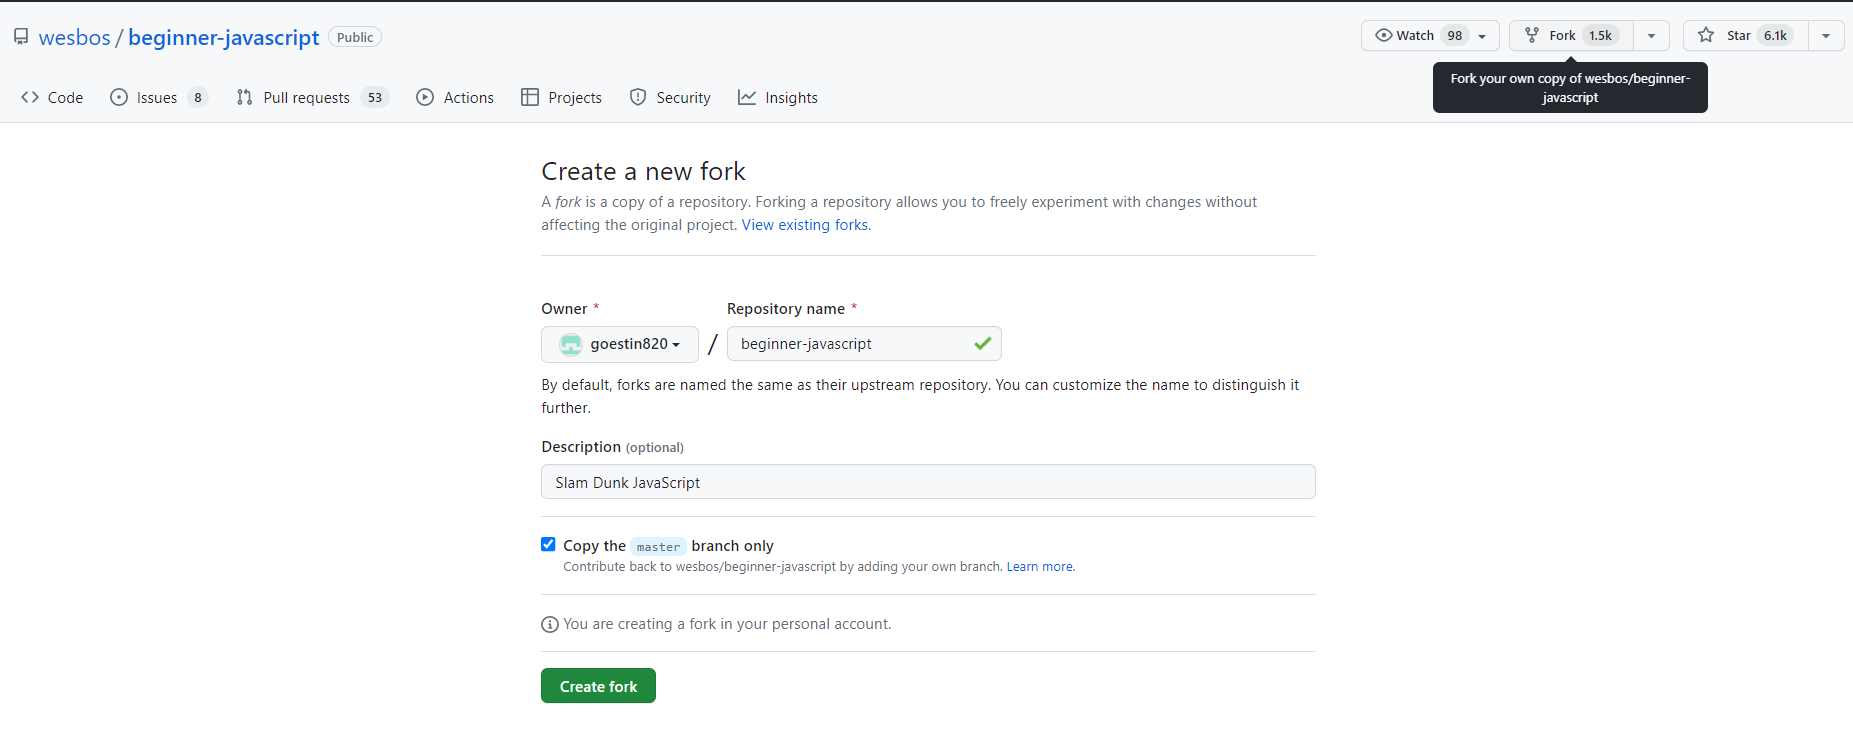 wesbos / beginner-javascript Public
Watch 98 Fork 1.5k Star 6.1k
Fork your own copy of wesbos/beginner-
javascript
Code Issues 8 Pull requests 53 Actions Projects Security Insights
Create a new fork
A fork is a copy of a repository. Forking a repository allows you to freely experiment with changes without
affecting the original project. View existing forks.
Owner * Repository name *
goestin820 / beginner-javascript
By default, forks are named the same as their upstream repository. You can customize the name to distinguish it
further.
Description (optional)
Slam Dunk JavaScript
Copy the master branch only
Contribute back to wesbos/beginner-javascript by adding your own branch. Learn more.
You are creating a fork in your personal account.
Create fork